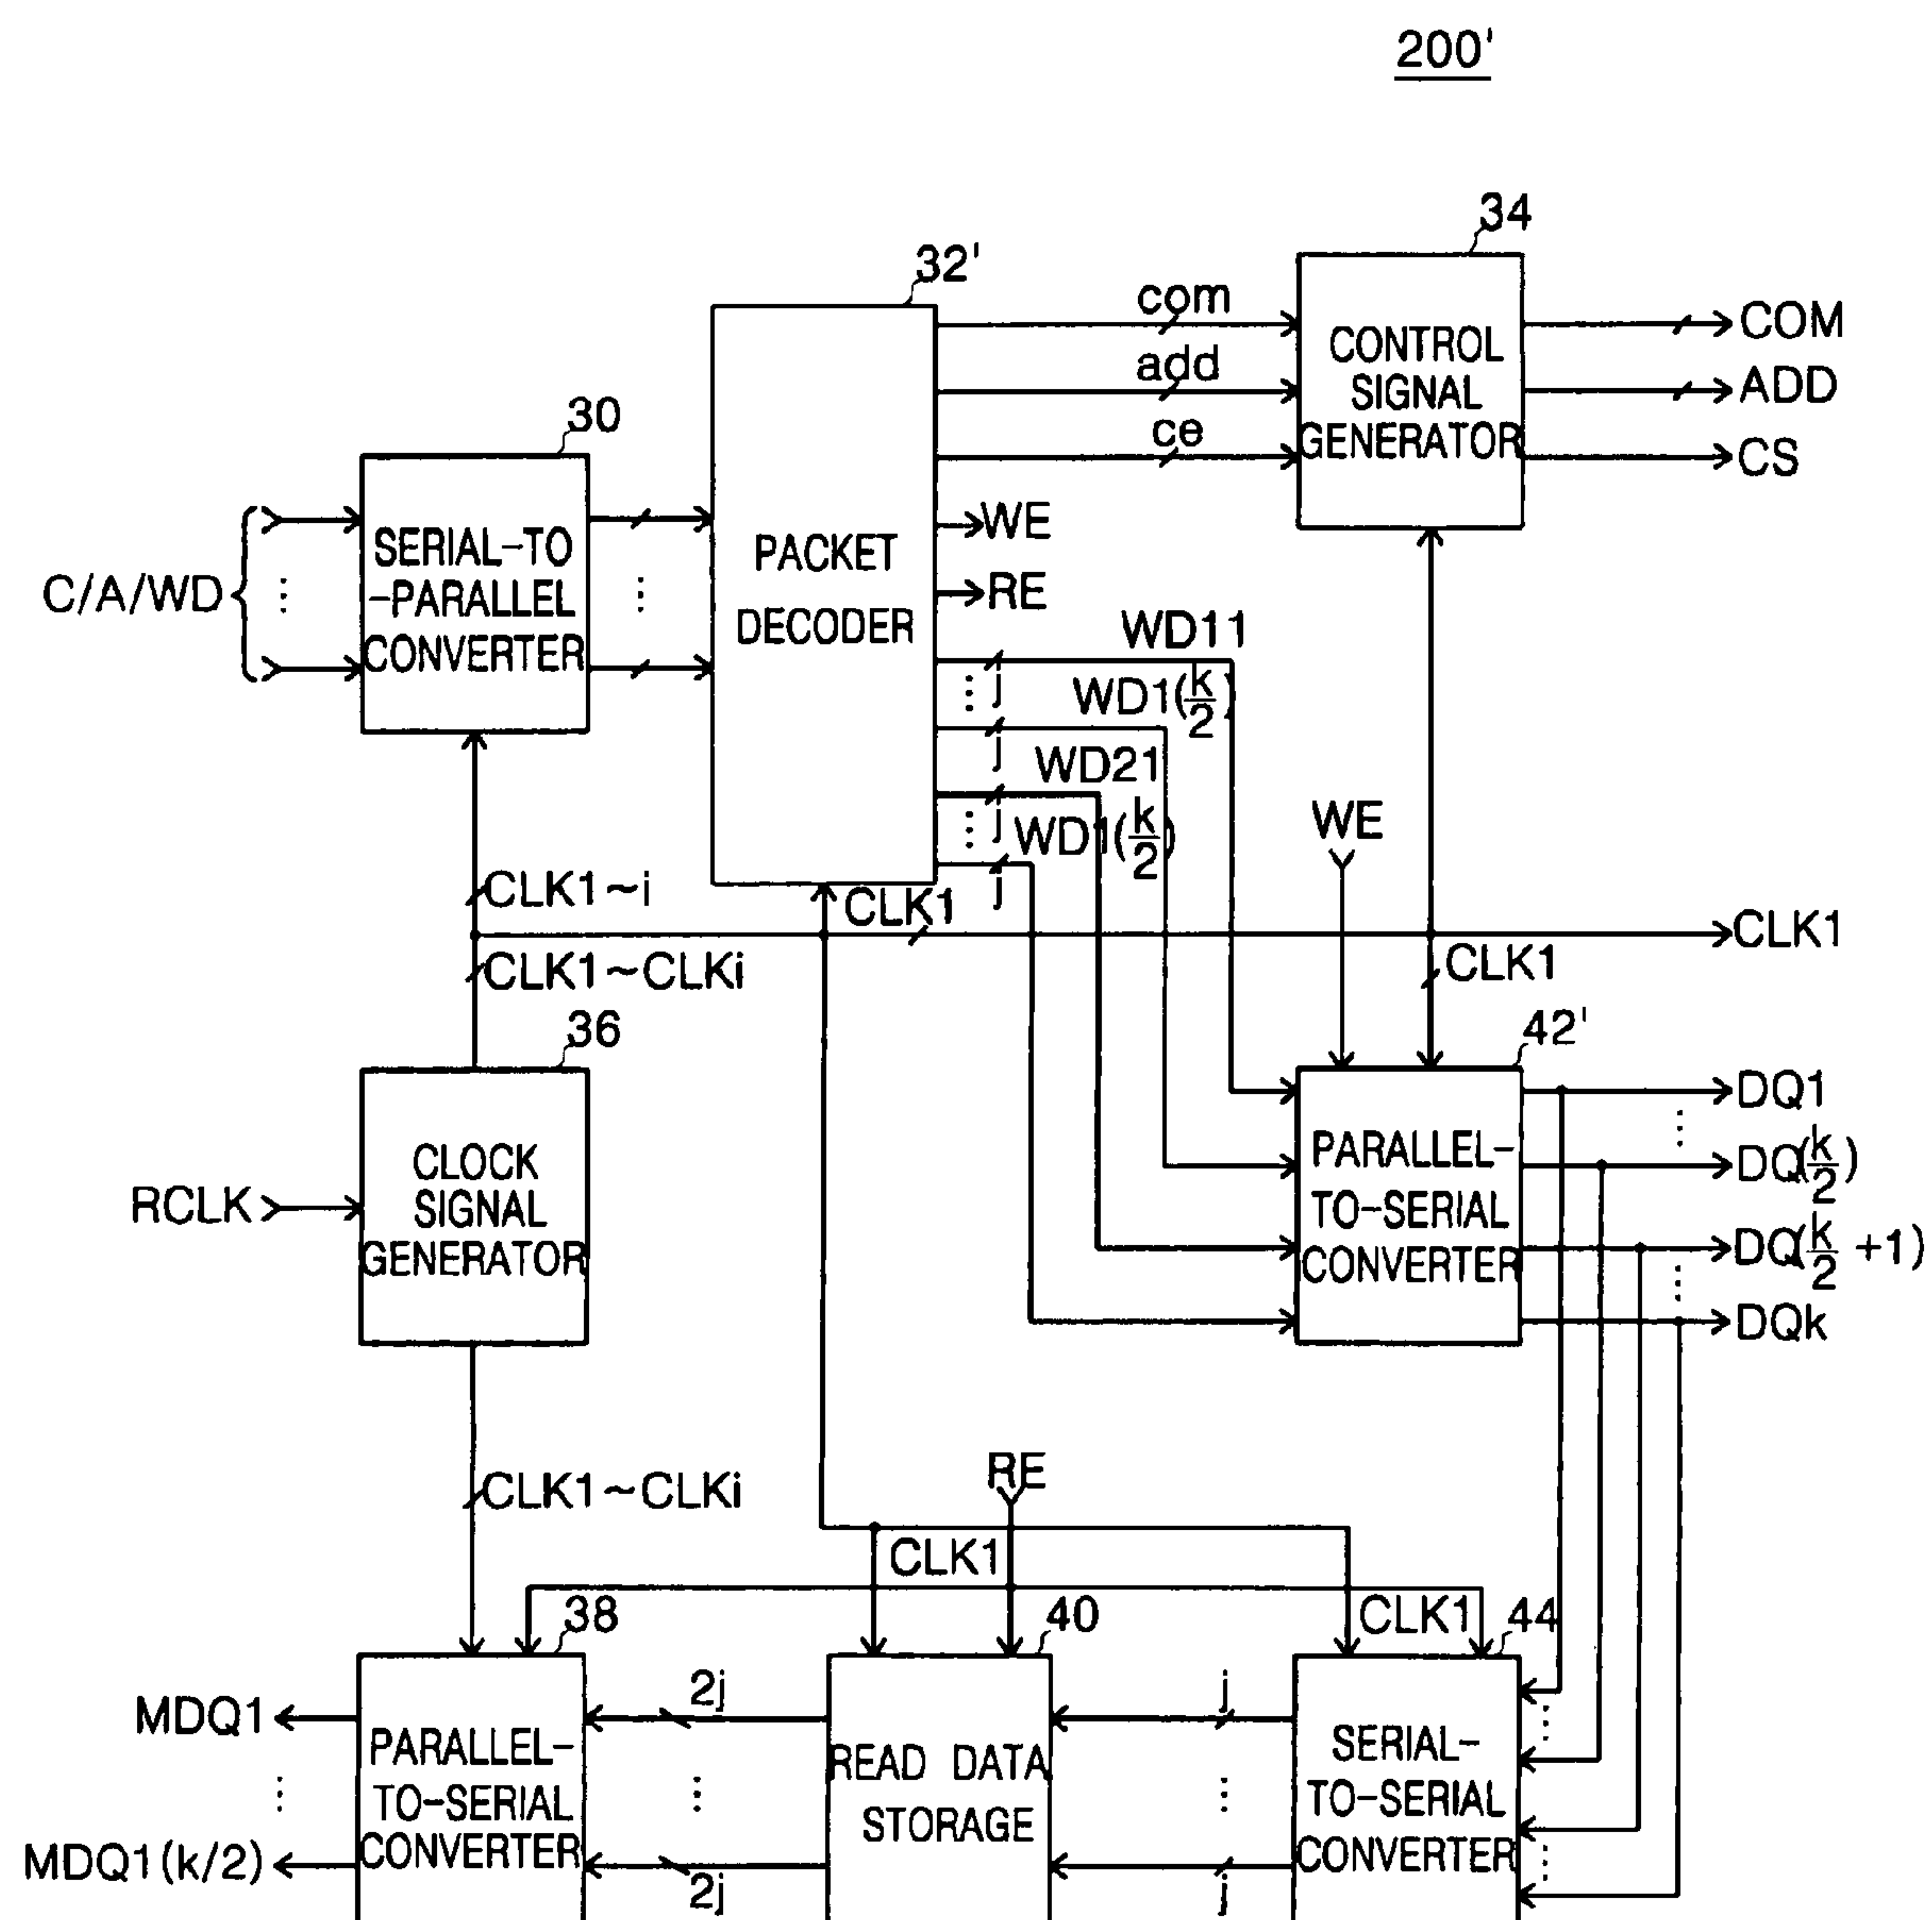 200'
34
32'
com
COM
CONTROL
SIGNAL
GENERATOR
add
ADD
30
ce
CS
WE
SERIAL-TO
-PARALLEL
CONVERTER
PACKET
DECODER
C/A/WD
RE
WD11
j
WD1(k/2)
j
WD21
j
WD1(k/2)
j
WE
CLK1~i
CLK1
CLK1
CLK1~CLKi
CLK1
36
42'
DQ1
CLOCK
SIGNAL
GENERATOR
PARALLEL-
TO-SERIAL
CONVERTER
DQ(k/2)
RCLK
DQ(k/2 +1)
DQk
RE
CLK1~CLKi
CLK1
38
40
CLK1
44
2j
j
MDQ1
PARALLEL-
TO-SERIAL
CONVERTER
READ DATA
STORAGE
SERIAL-
TO-SERIAL
CONVERTER
MDQ1(k/2)
2j
j